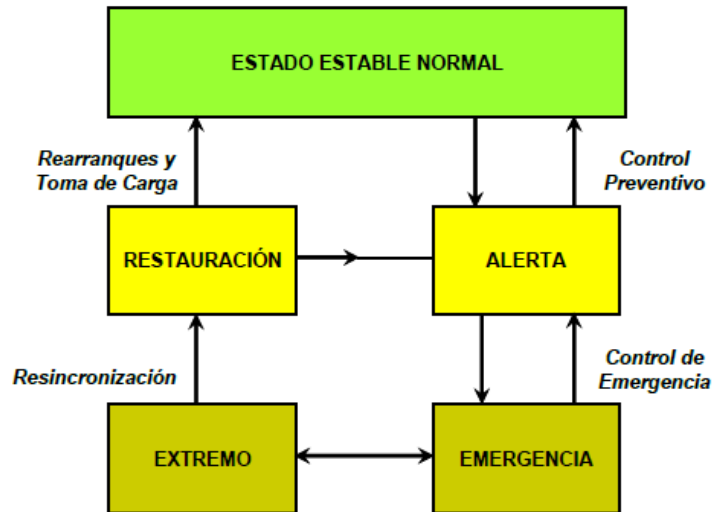 ESTADO ESTABLE NORMAL
Rearranques y
Toma de Carga
Control
Preventivo
RESTAURACIÓN
ALERTA
Resincronización
Control de
Emergencia
EXTREMO
EMERGENCIA